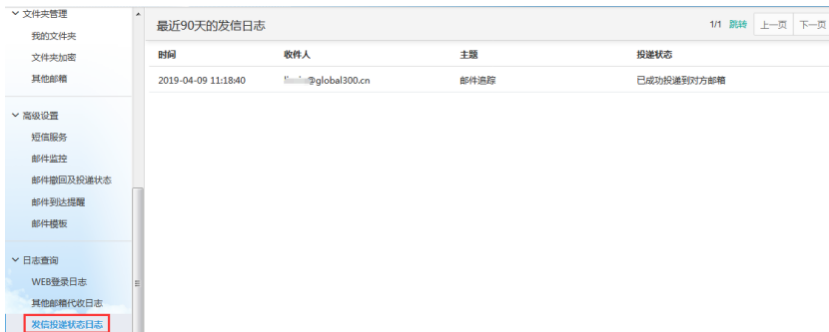 文件夹管理
我的文件夹
文件夹加密
其他邮箱
高级设置
短信服务
邮件监控
邮件撤回及投递状态
邮件到达提醒
邮件模板
日志查询
WEB登录日志
其他邮箱代收日志
发信投递状态日志
最近90天的发信日志 1/1 跳转 上一页 下一页
时间 收件人 主题 投递状态
2019-04-09 11:18:40 @global300.cn 邮件追踪 已成功投递到对方邮箱